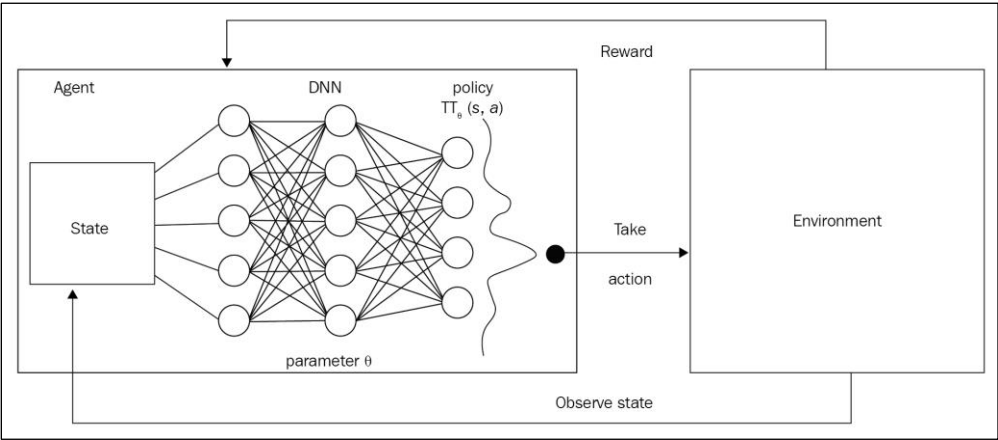 Reward
Agent
DNN
policy
TTθ (s, a)
State
Take
action
Environment
parameter θ
Observe state